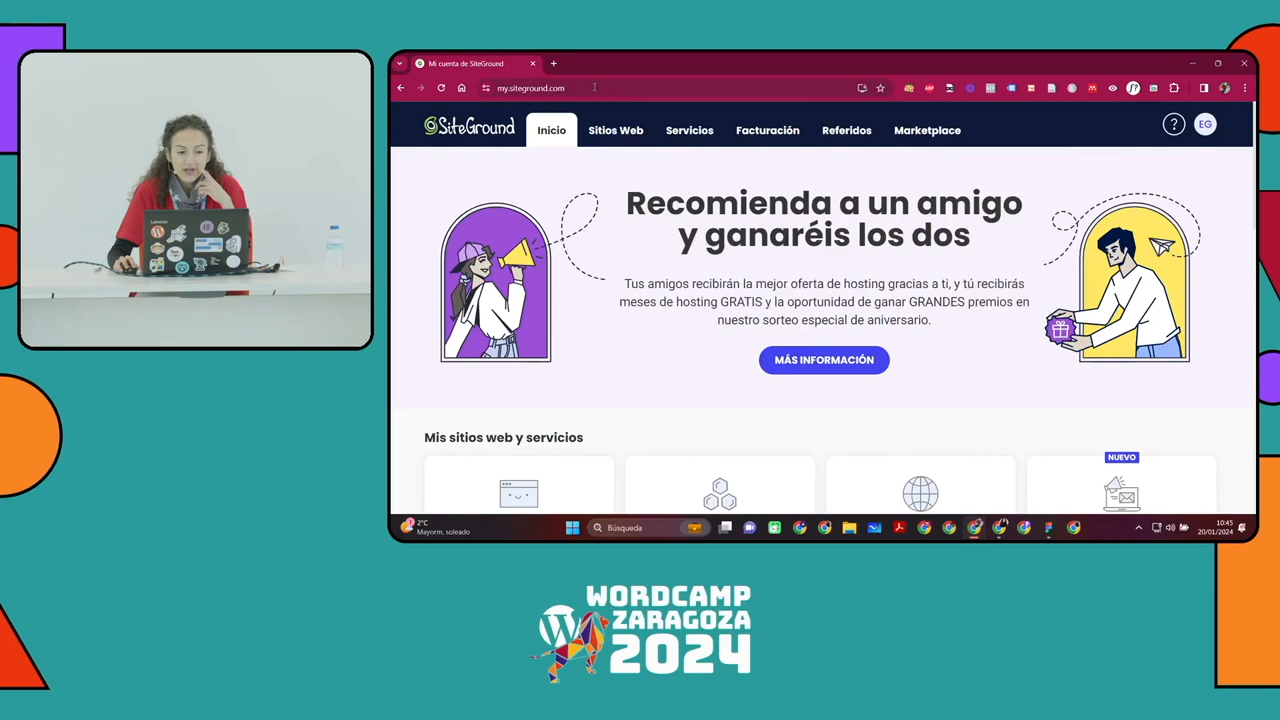 Lenovo
Mi cuenta de SiteGround
my.siteground.com
SiteGround
Inicio
Sitios Web
Servicios
Facturación
Referidos
Marketplace
?
EG
Recomienda a un amigo
y ganaréis los dos
Tus amigos recibirán la mejor oferta de hosting gracias a ti, y tú recibirás
meses de hosting GRATIS y la oportunidad de ganar GRANDES premios en
nuestro sorteo especial de aniversario.
MÁS INFORMACIÓN
Mis sitios web y servicios
NUEVO
2°C
Mayorm. soleado
Búsqueda
10:45
20/01/2024
WORDCAMP
ZARAGOZA
2024